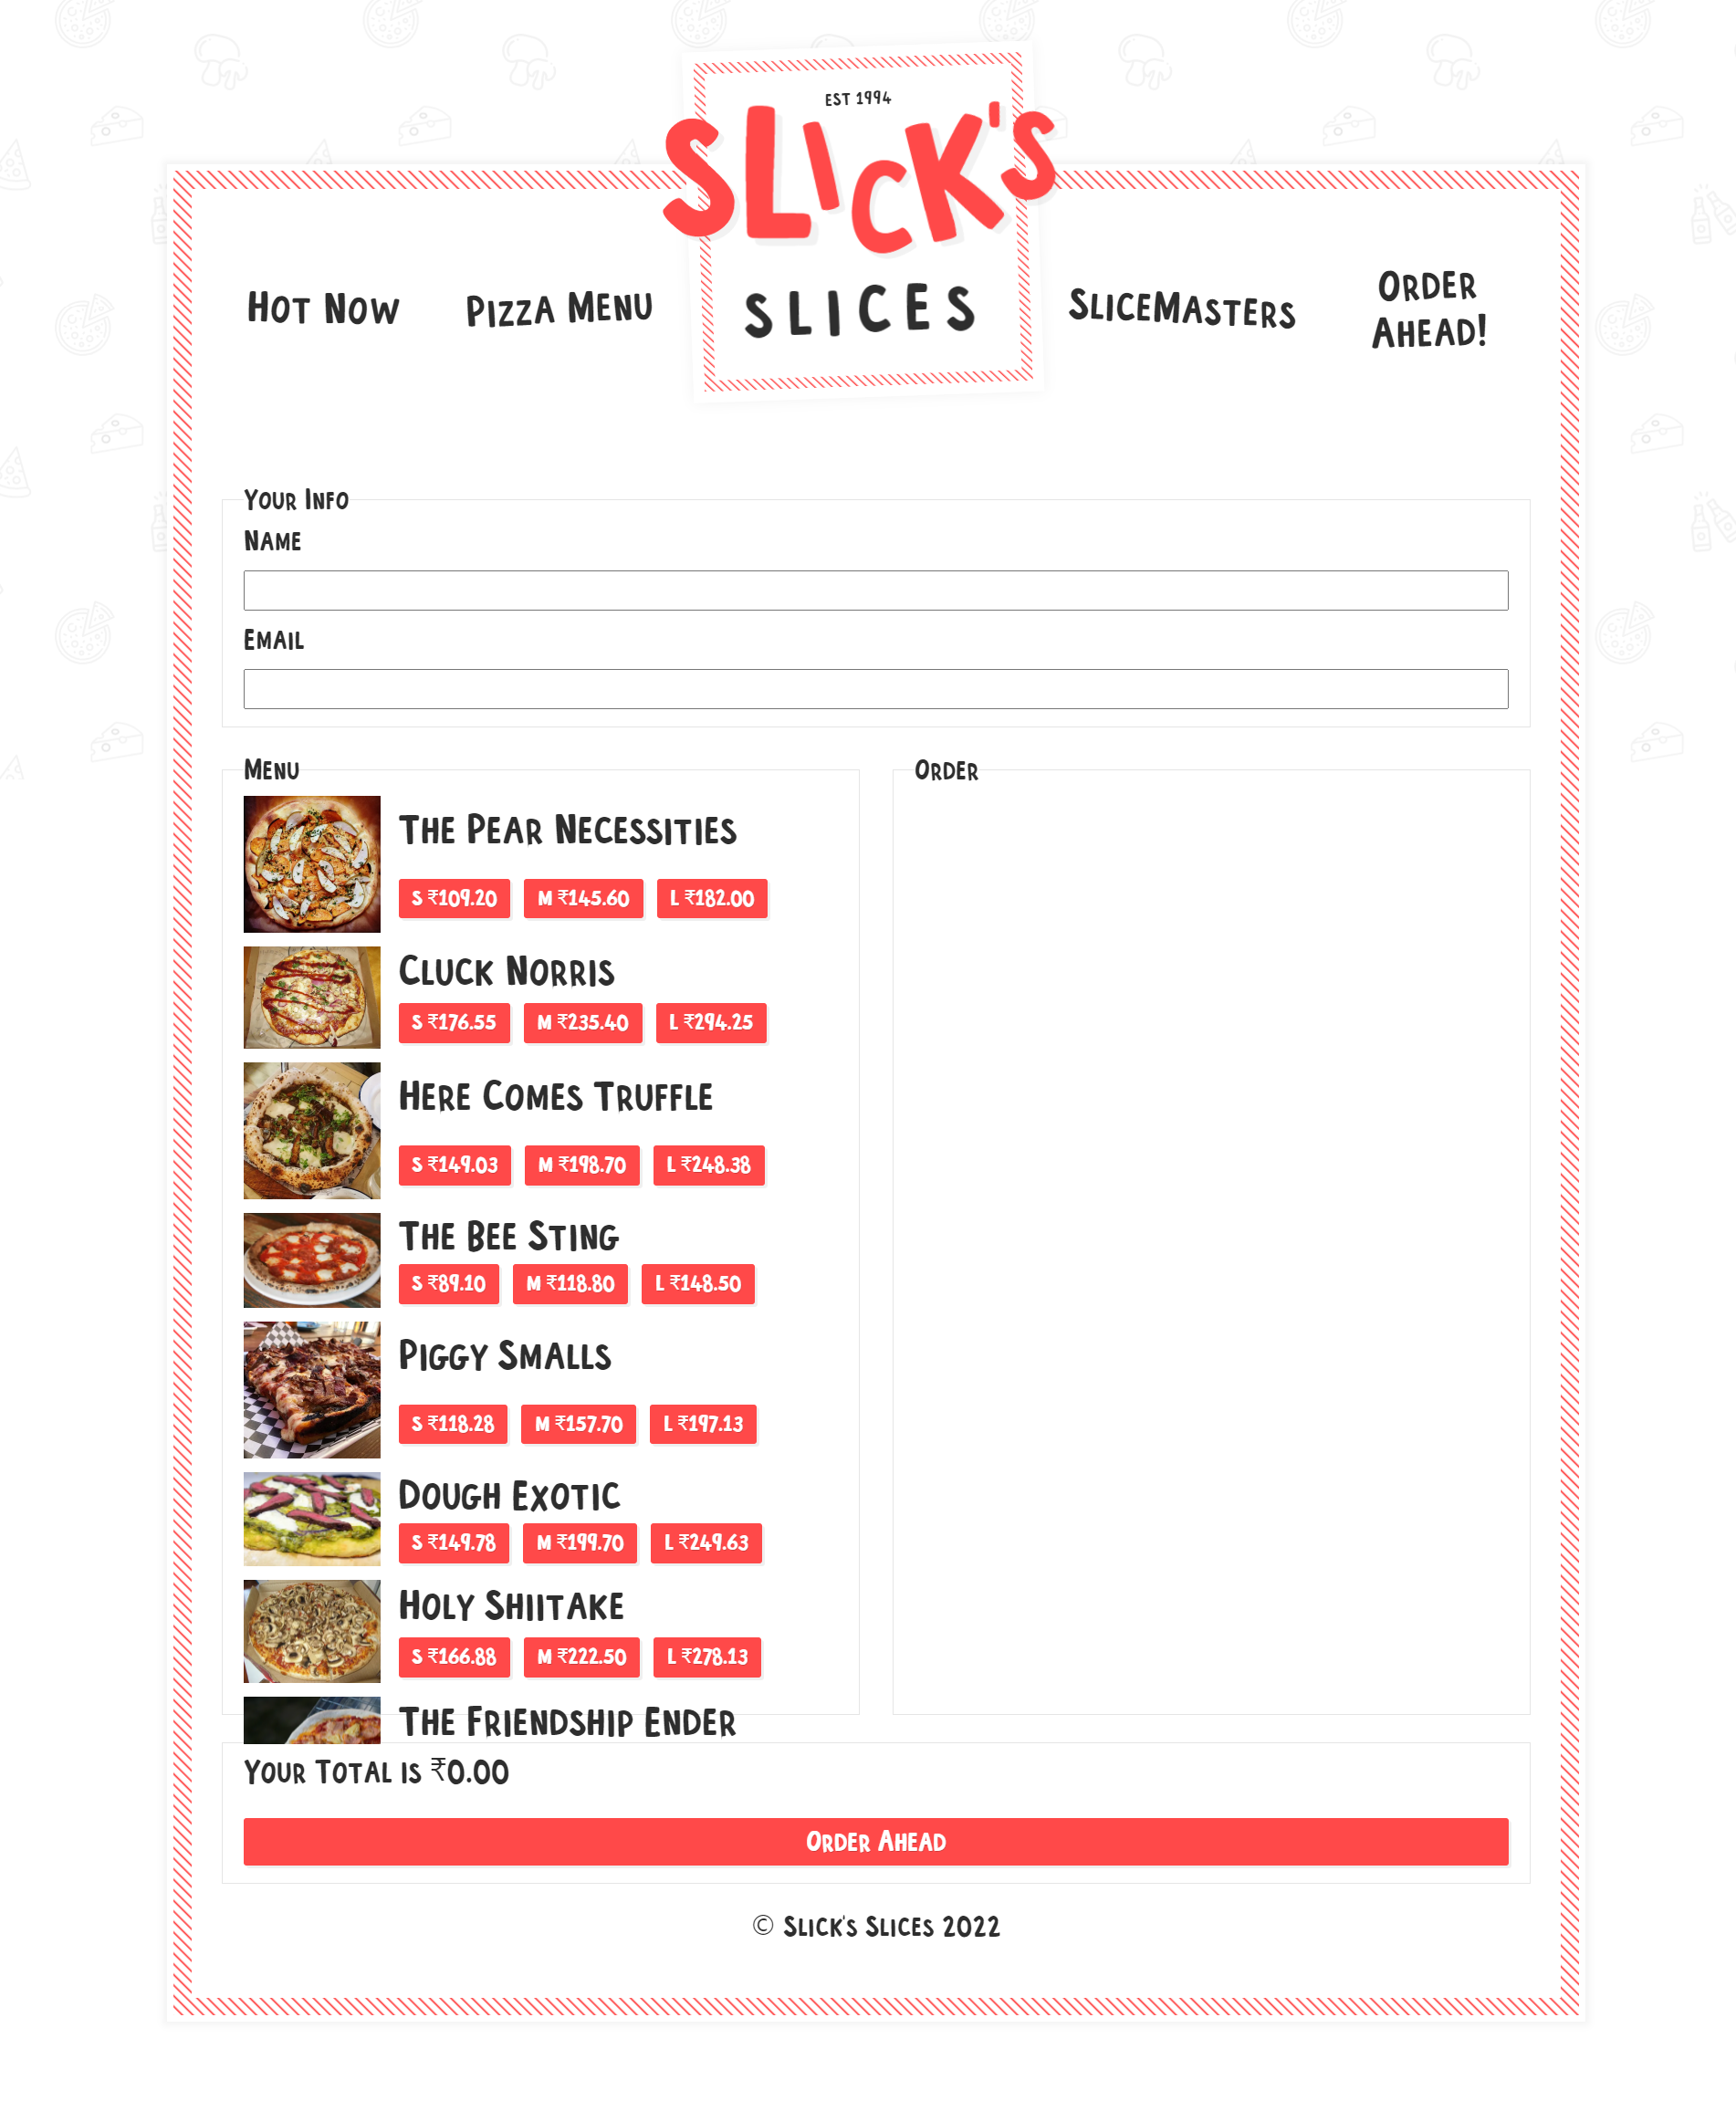 EST 1994
SLICK'S
SLICES
Hot Now
Pizza Menu
SliceMasters
Order
Ahead!
Your Info
Name
Email
Menu
The Pear Necessities
S ₹109.20 M ₹145.60 L ₹182.00
Cluck Norris
S ₹176.55 M ₹235.40 L ₹294.25
Here Comes Truffle
S ₹149.03 M ₹198.70 L ₹248.38
The Bee Sting
S ₹89.10 M ₹118.80 L ₹148.50
Piggy Smalls
S ₹118.28 M ₹157.70 L ₹197.13
Dough Exotic
S ₹149.78 M ₹199.70 L ₹249.63
Holy Shiitake
S ₹166.88 M ₹222.50 L ₹278.13
The Friendship Ender
Order
Your Total is ₹0.00
Order Ahead
© Slick's Slices 2022